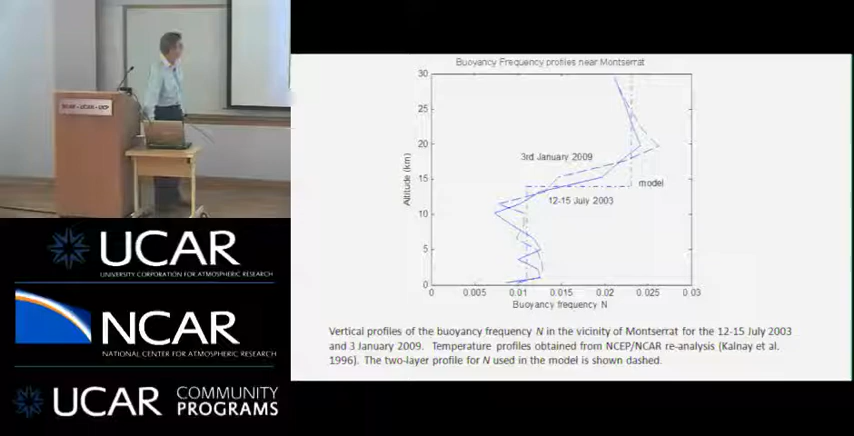 NCAR - UCAR - UCP
UCAR
UNIVERSITY CORPORATION FOR ATMOSPHERIC RESEARCH
NCAR
NATIONAL CENTER FOR ATMOSPHERIC RESEARCH
UCAR COMMUNITY PROGRAMS
Buoyancy Frequency profiles near Montserrat
30
25
20
15
10
5
0
Altitude (km)
3rd January 2009
model
12-15 July 2003
0 0.005 0.01 0.015 0.02 0.025 0.03
Buoyancy frequency N
Vertical profiles of the buoyancy frequency N in the vicinity of Montserrat for the 12-15 July 2003
and 3 January 2009. Temperature profiles obtained from NCEP/NCAR re-analysis (Kalnay et al.
1996). The two-layer profile for N used in the model is shown dashed.